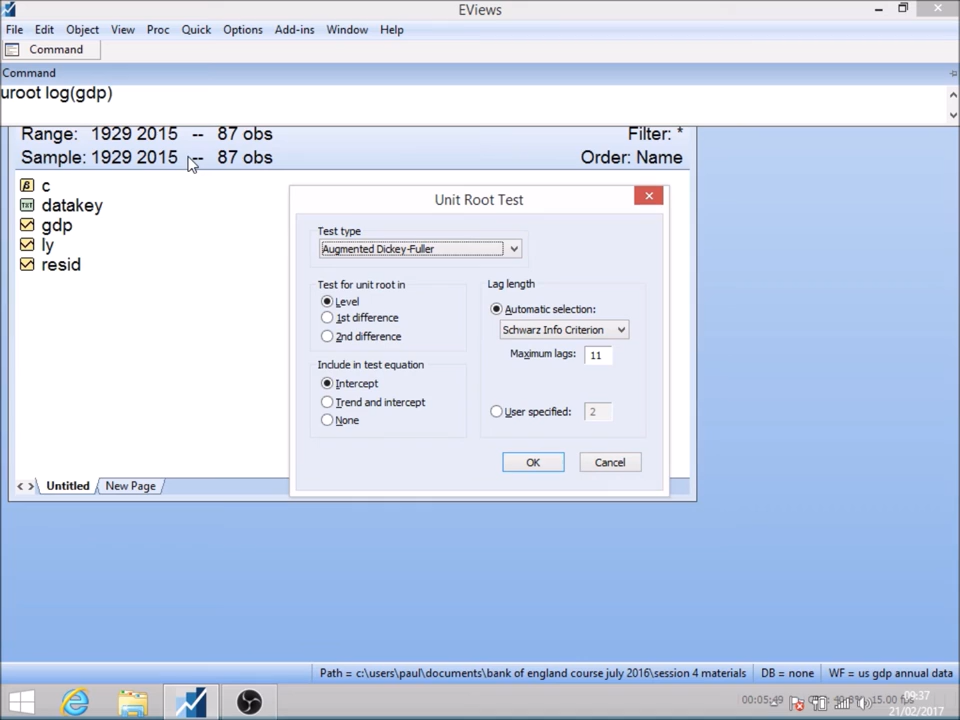 EViews
File Edit Object View Proc Quick Options Add-ins Window Help
Command
Command
uroot log(gdp)
Range: 1929 2015 -- 87 obs Filter: *
Sample: 1929 2015 -- 87 obs Order: Name
c
datakey
gdp
ly
resid
Unit Root Test
Test type
Augmented Dickey-Fuller
Test for unit root in
Level
1st difference
2nd difference
Include in test equation
Intercept
Trend and intercept
None
Lag length
Automatic selection:
Schwarz Info Criterion
Maximum lags: 11
User specified: 2
OK Cancel
Untitled New Page
Path = c:\users\paul\documents\bank of england course july 2016\session 4 materials DB = none WF = us gdp annual data
09:37
21/02/2017